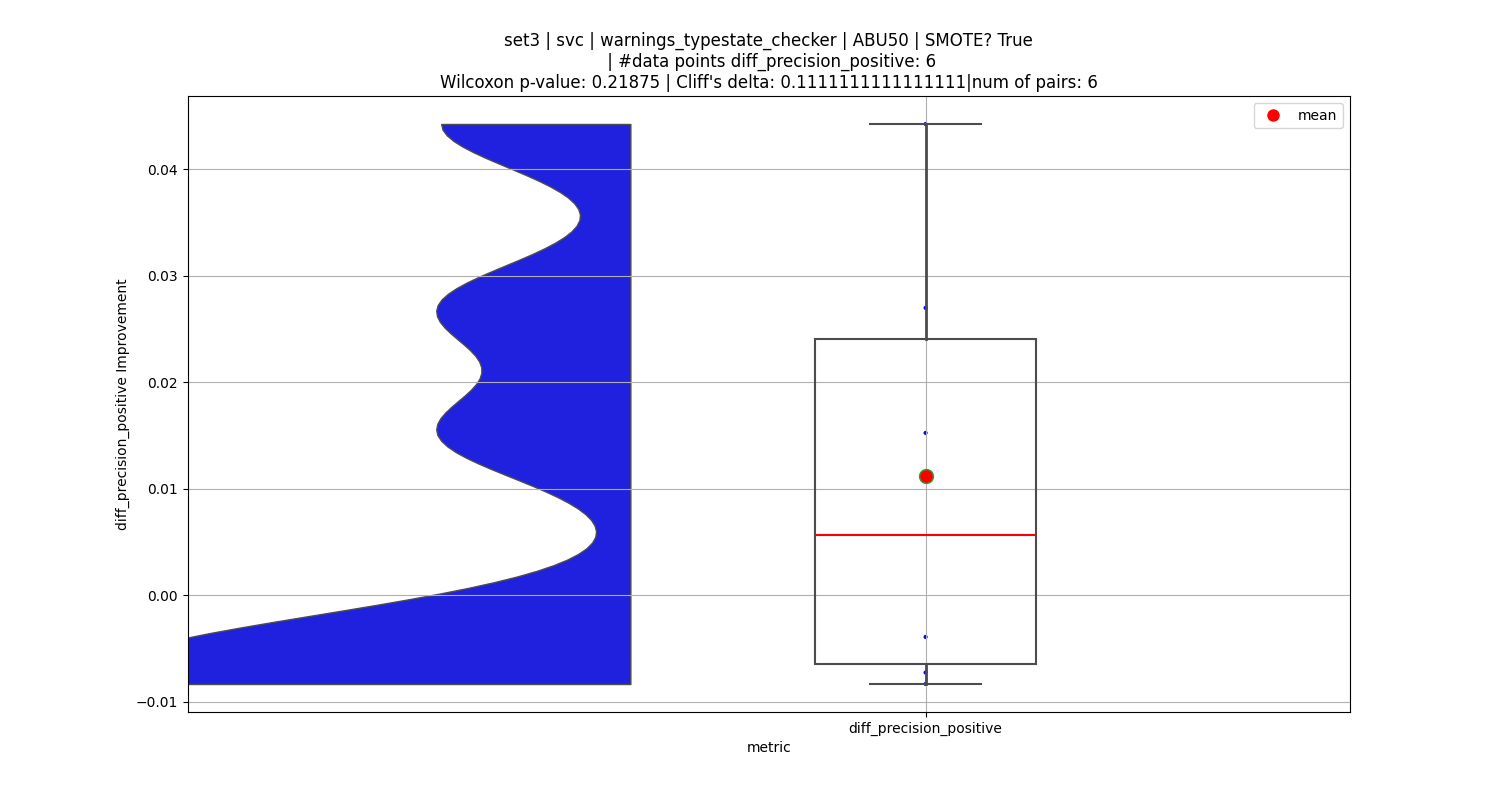 set3 | svc | warnings_typestate_checker | ABU50 | SMOTE? True
| #data points diff_precision_positive: 6
Wilcoxon p-value: 0.21875 | Cliff's delta: 0.1111111111111111|num of pairs: 6
mean
0.04
0.03
0.02
0.01
0.00
−0.01
diff_precision_positive Improvement
diff_precision_positive
metric